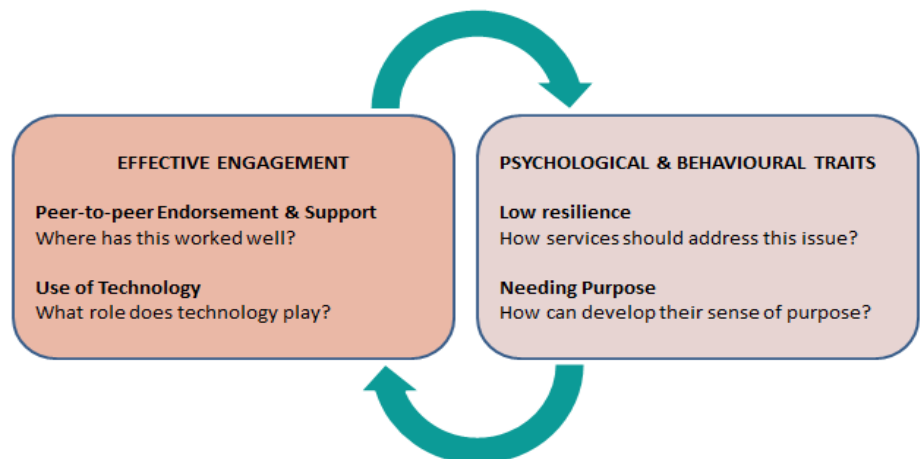 EFFECTIVE ENGAGEMENT
Peer-to-peer Endorsement & Support
Where has this worked well?
Use of Technology
What role does technology play?
PSYCHOLOGICAL & BEHAVIOURAL TRAITS
Low resilience
How services should address this issue?
Needing Purpose
How can develop their sense of purpose?